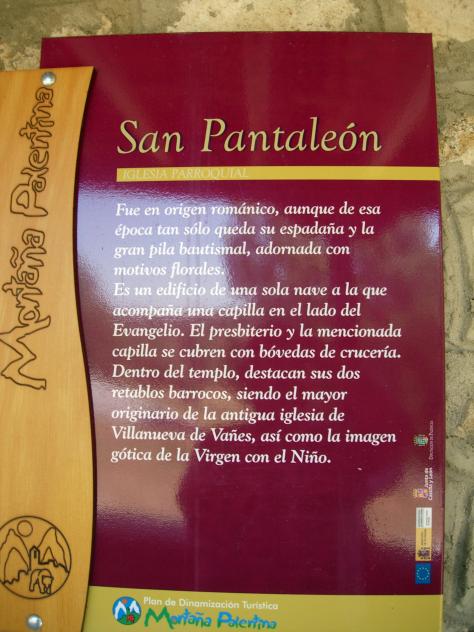 San Pantaleón
IGLESIA PARROQUIAL
Fue en origen románico, aunque de esa
época tan sólo queda su espadaña y la
gran pila bautismal, adornada con
motivos florales.
Es un edificio de una sola nave a la que
acompaña una capilla en el lado del
Evangelio. El presbiterio y la mencionada
capilla se cubren con bóvedas de crucería.
Dentro del templo, destacan sus dos
retablos barrocos, siendo el mayor
originario de la antigua iglesia de
Villanueva de Vañes, así como la imagen
gótica de la Virgen con el Niño.
Montaña Palentina
Junta de
Castilla y León
Plan de Dinamización Turística
Montaña Palentina